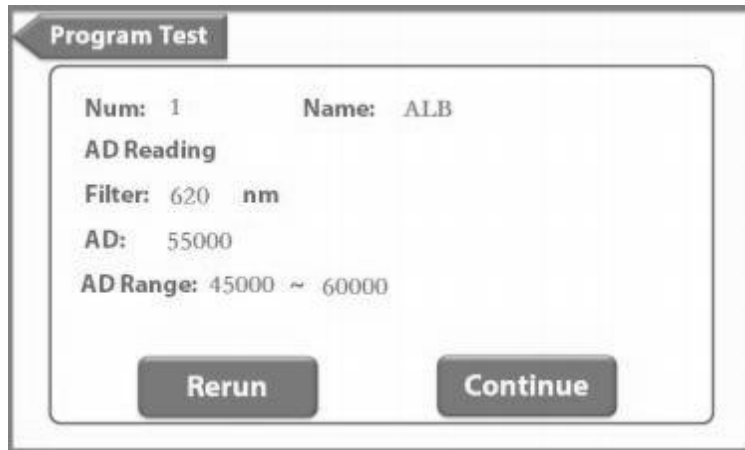 Program Test
Num: 1 Name: ALB
AD Reading
Filter: 620 nm
AD: 55000
AD Range: 45000 ~ 60000
Rerun Continue